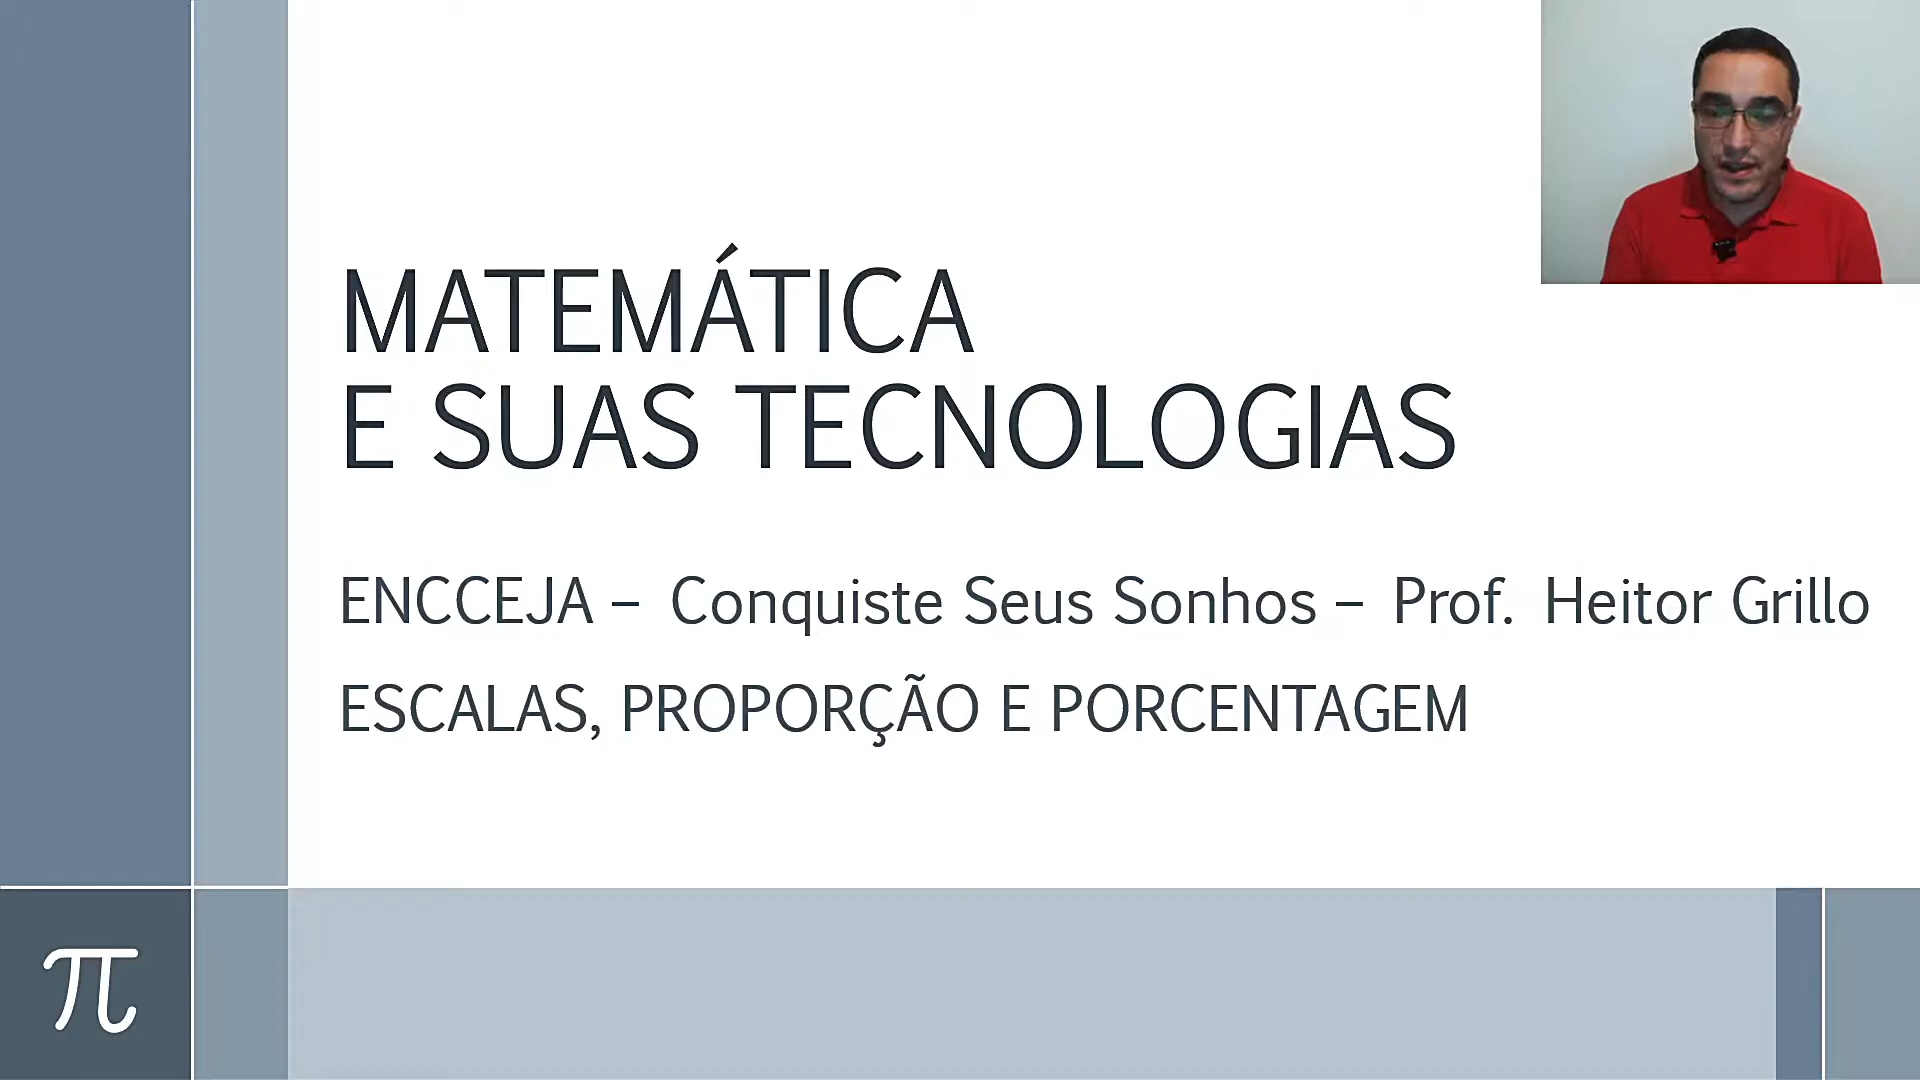 MATEMÁTICA
E SUAS TECNOLOGIAS
ENCCEJA – Conquiste Seus Sonhos – Prof. Heitor Grillo
ESCALAS, PROPORÇÃO E PORCENTAGEM
π